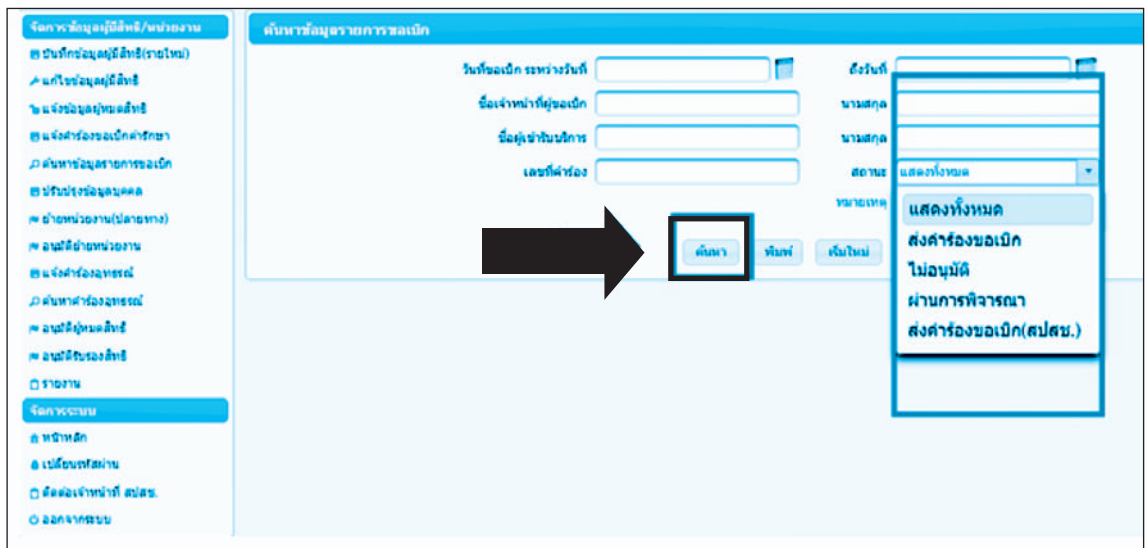 จัดการข้อมูลผู้มีสิทธิ/หน่วยงาน
บันทึกข้อมูลผู้มีสิทธิ(รายใหม่)
แก้ไขข้อมูลผู้มีสิทธิ
แจ้งข้อมูลผู้หมดสิทธิ
แจ้งคำร้องขอเบิกค่ารักษา
ค้นหาข้อมูลรายการขอเบิก
ปรับปรุงข้อมูลบุคคล
ย้ายหน่วยงาน(ปลายทาง)
อนุมัติย้ายหน่วยงาน
แจ้งคำร้องอุทธรณ์
ค้นหาคำร้องอุทธรณ์
อนุมัติผู้หมดสิทธิ
อนุมัติรับรองสิทธิ
รายงาน
จัดการระบบ
หน้าหลัก
เปลี่ยนรหัสผ่าน
ติดต่อเจ้าหน้าที่ สปสช.
ออกจากระบบ
ค้นหาข้อมูลรายการขอเบิก
วันที่ขอเบิก ระหว่างวันที่ ถึงวันที่
ชื่อเจ้าหน้าที่ผู้ขอเบิก นามสกุล
ชื่อผู้เข้ารับบริการ นามสกุล
เลขที่คำร้อง สถานะ แสดงทั้งหมด
หมายเหตุ
ค้นหา พิมพ์ เริ่มใหม่
แสดงทั้งหมด
ส่งคำร้องขอเบิก
ไม่อนุมัติ
ผ่านการพิจารณา
ส่งคำร้องขอเบิก(สปสช.)